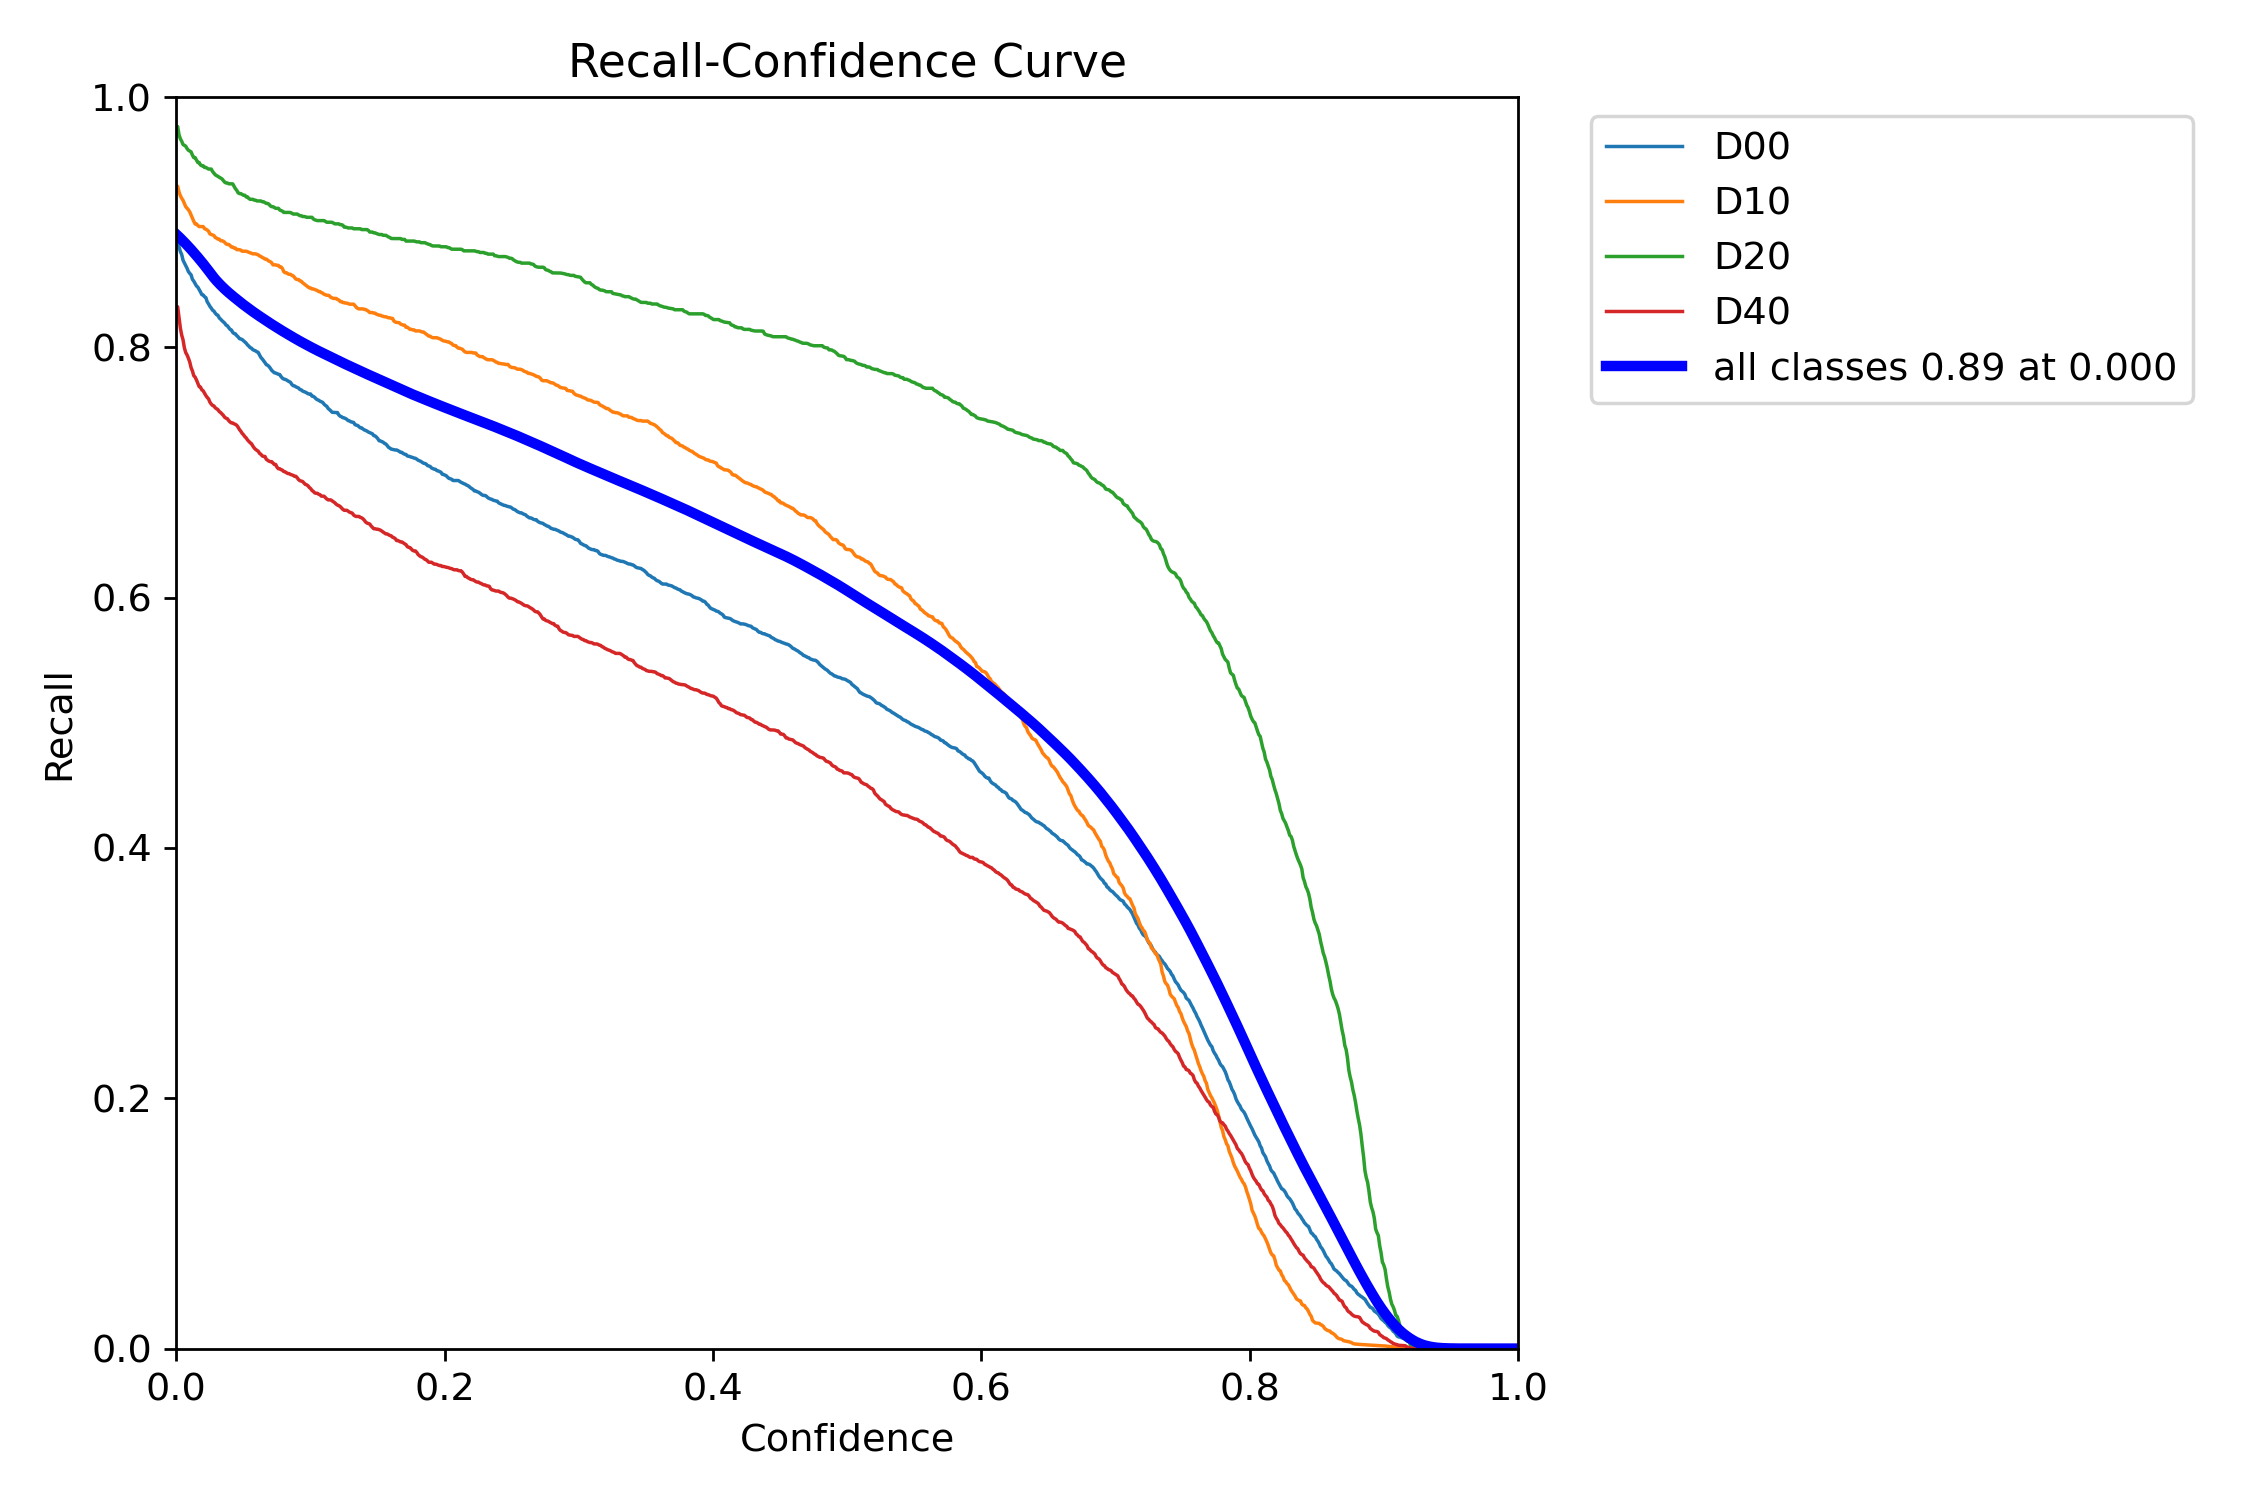 Recall-Confidence Curve
1.0
0.8
0.6
0.4
0.2
0.0
Recall
0.0 0.2 0.4 0.6 0.8 1.0
Confidence
D00
D10
D20
D40
all classes 0.89 at 0.000